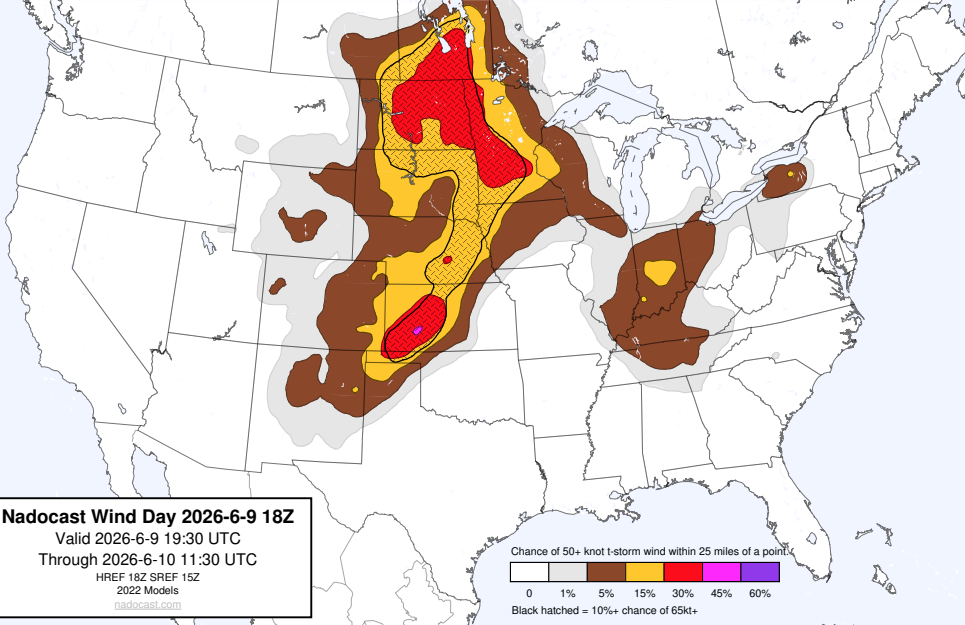 Nadocast Wind Day 2026-6-9 18Z
Valid 2026-6-9 19:30 UTC
Through 2026-6-10 11:30 UTC
HREF 18Z SREF 15Z
2022 Models
nadocast.com
Chance of 50+ knot t-storm wind within 25 miles of a point.
0 1% 5% 15% 30% 45% 60%
Black hatched = 10%+ chance of 65kt+